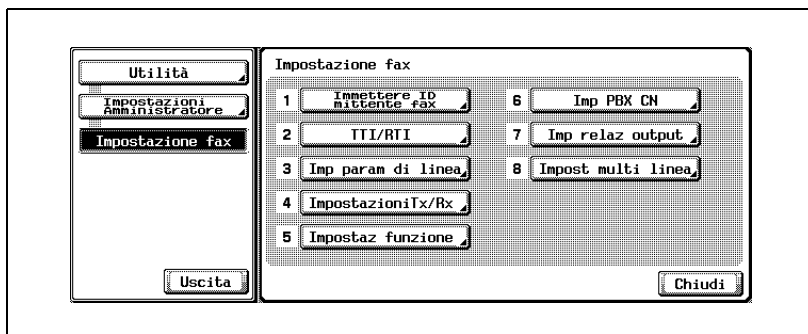 Utilità
Impostazioni
Amministratore
Impostazione fax
Uscita
Impostazione fax
1 Immettere ID
mittente fax
2 TTI/RTI
3 Imp param di linea
4 ImpostazioniTx/Rx
5 Impostaz funzione
6 Imp PBX CN
7 Imp relaz output
8 Impost multi linea
Chiudi